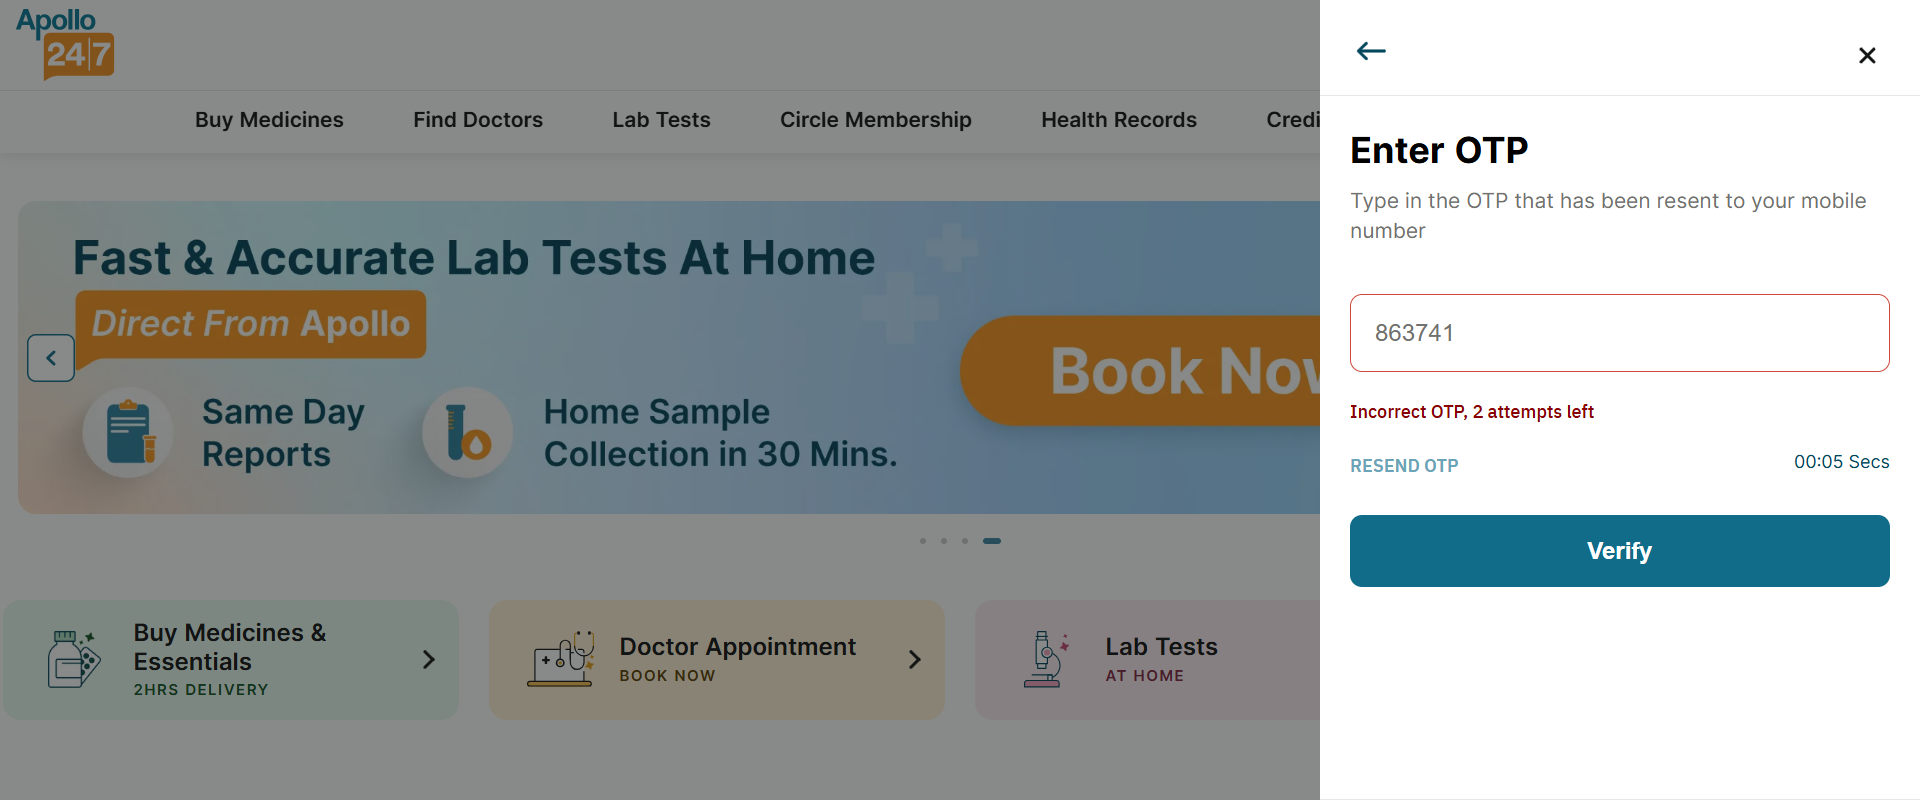 Apollo
24|7
Buy Medicines
Find Doctors
Lab Tests
Circle Membership
Health Records
Credi
Fast & Accurate Lab Tests At Home
Direct From Apollo
Same Day
Reports
Home Sample
Collection in 30 Mins.
Book Now
Buy Medicines &
Essentials
2HRS DELIVERY
Doctor Appointment
BOOK NOW
Lab Tests
AT HOME
Enter OTP
Type in the OTP that has been resent to your mobile
number
863741
Incorrect OTP, 2 attempts left
RESEND OTP
00:05 Secs
Verify